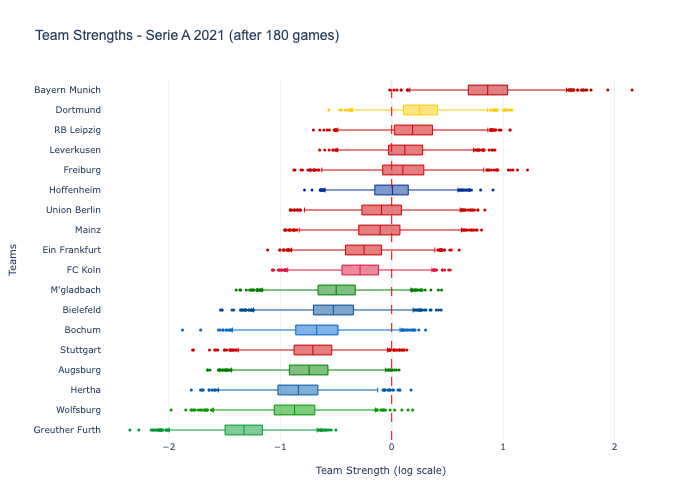 Team Strengths - Serie A 2021 (after 180 games)
Bayern Munich
Dortmund
RB Leipzig
Leverkusen
Freiburg
Hoffenheim
Union Berlin
Mainz
Ein Frankfurt
FC Koln
M'gladbach
Bielefeld
Bochum
Stuttgart
Augsburg
Hertha
Wolfsburg
Greuther Furth
Teams
−2 −1 0 1 2
Team Strength (log scale)